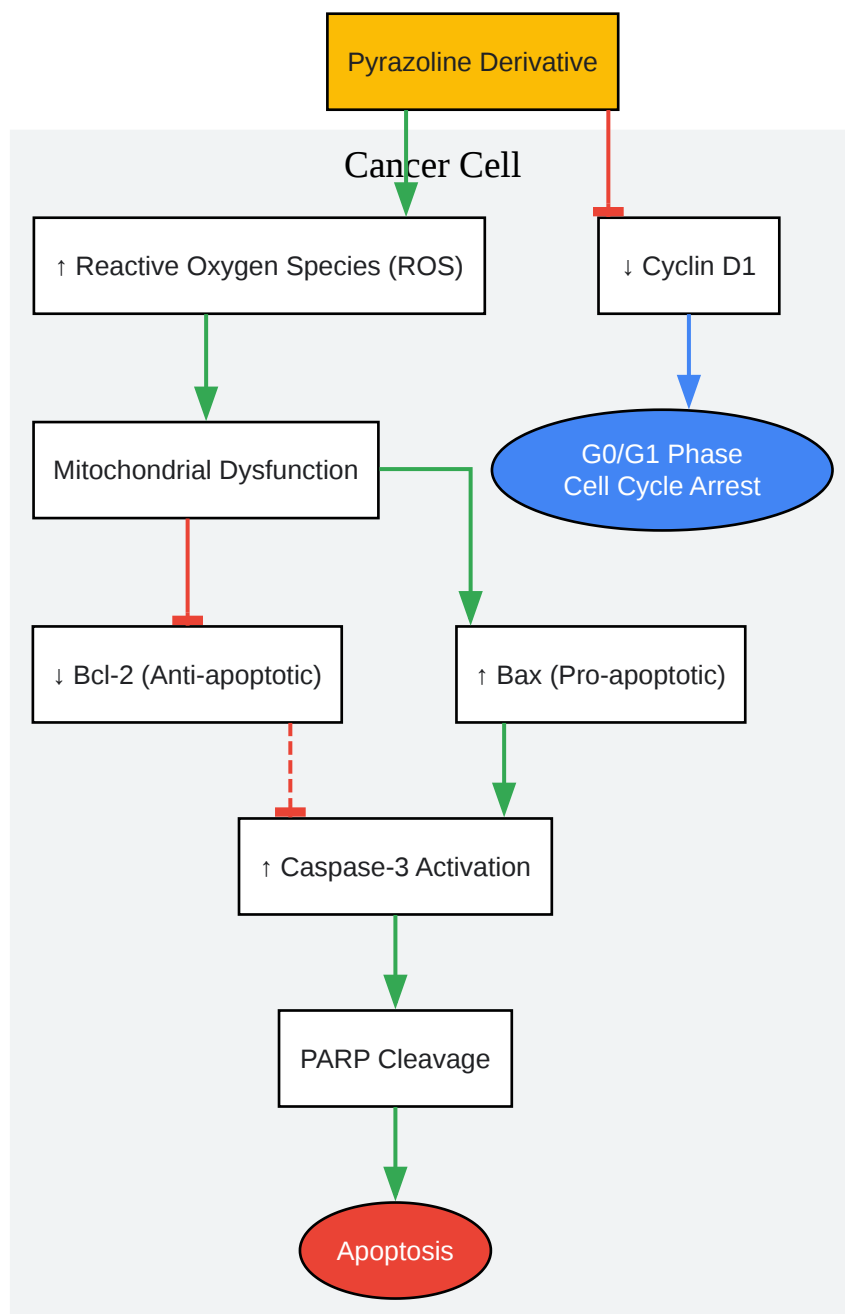 Pyrazoline Derivative
Cancer Cell
↑ Reactive Oxygen Species (ROS)
↓ Cyclin D1
Mitochondrial Dysfunction
G0/G1 Phase
Cell Cycle Arrest
↓ Bcl-2 (Anti-apoptotic)
↑ Bax (Pro-apoptotic)
↑ Caspase-3 Activation
PARP Cleavage
Apoptosis